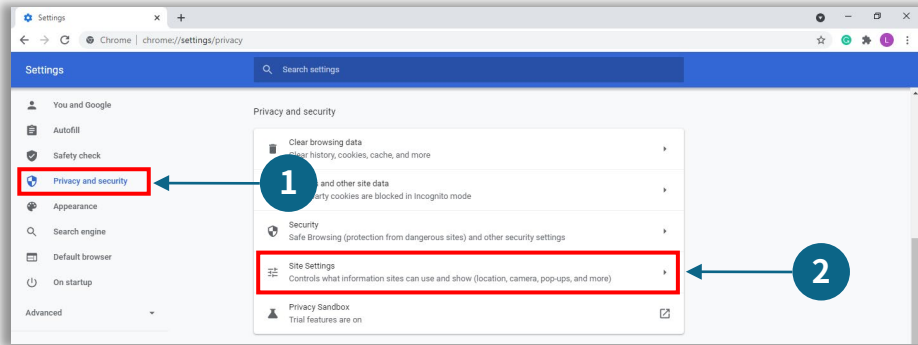 Settings
Chrome | chrome://settings/privacy
L
Settings
Search settings
You and Google
Autofill
Safety check
Privacy and security
Appearance
Search engine
Default browser
On startup
Advanced
Privacy and security
Clear browsing data
Clear history, cookies, cache, and more
and other site data
cookies are blocked in Incognito mode
Security
Safe Browsing (protection from dangerous sites) and other security settings
Site Settings
Controls what information sites can use and show (location, camera, pop-ups, and more)
Privacy Sandbox
Trial features are on
1
2